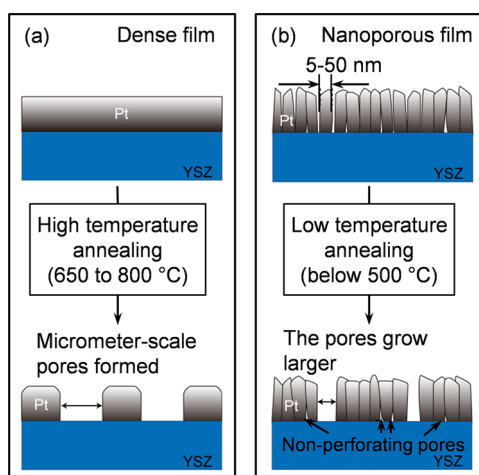 (a) Dense film
Pt
YSZ
High temperature
annealing
(650 to 800 °C)
Micrometer-scale
pores formed
Pt
YSZ
(b) Nanoporous film
5-50 nm
Pt
YSZ
Low temperature
annealing
(below 500 °C)
The pores grow
larger
Pt
Non-perforating pores
YSZ